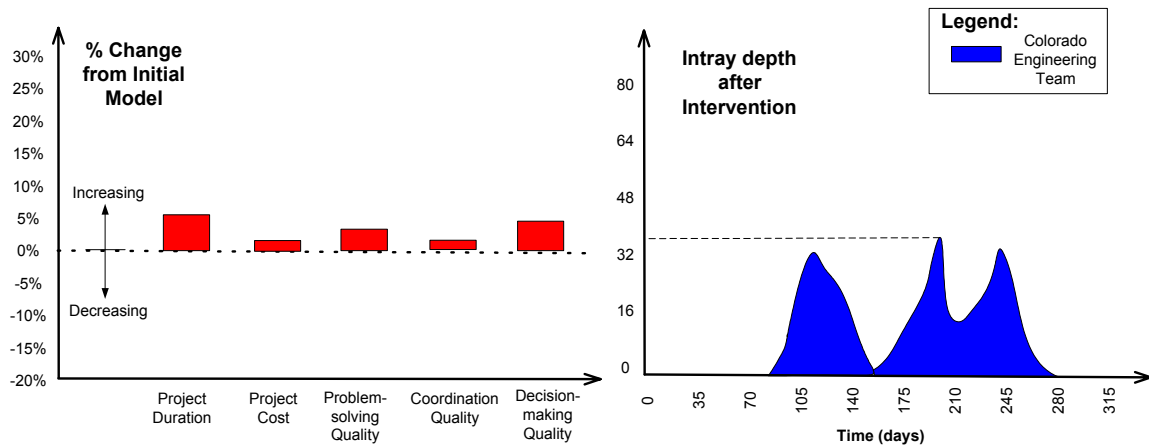 % Change
from Initial
Model
30%
25%
20%
15%
10%
5%
0%
-5%
-10%
-15%
-20%
Increasing
Decreasing
Project
Duration
Project
Cost
Problem-
solving
Quality
Coordination
Quality
Decision-
making
Quality
Intray depth
after
Intervention
Legend:
Colorado
Engineering
Team
80
64
48
32
16
0
0
35
70
105
140
175
210
245
280
315
Time (days)